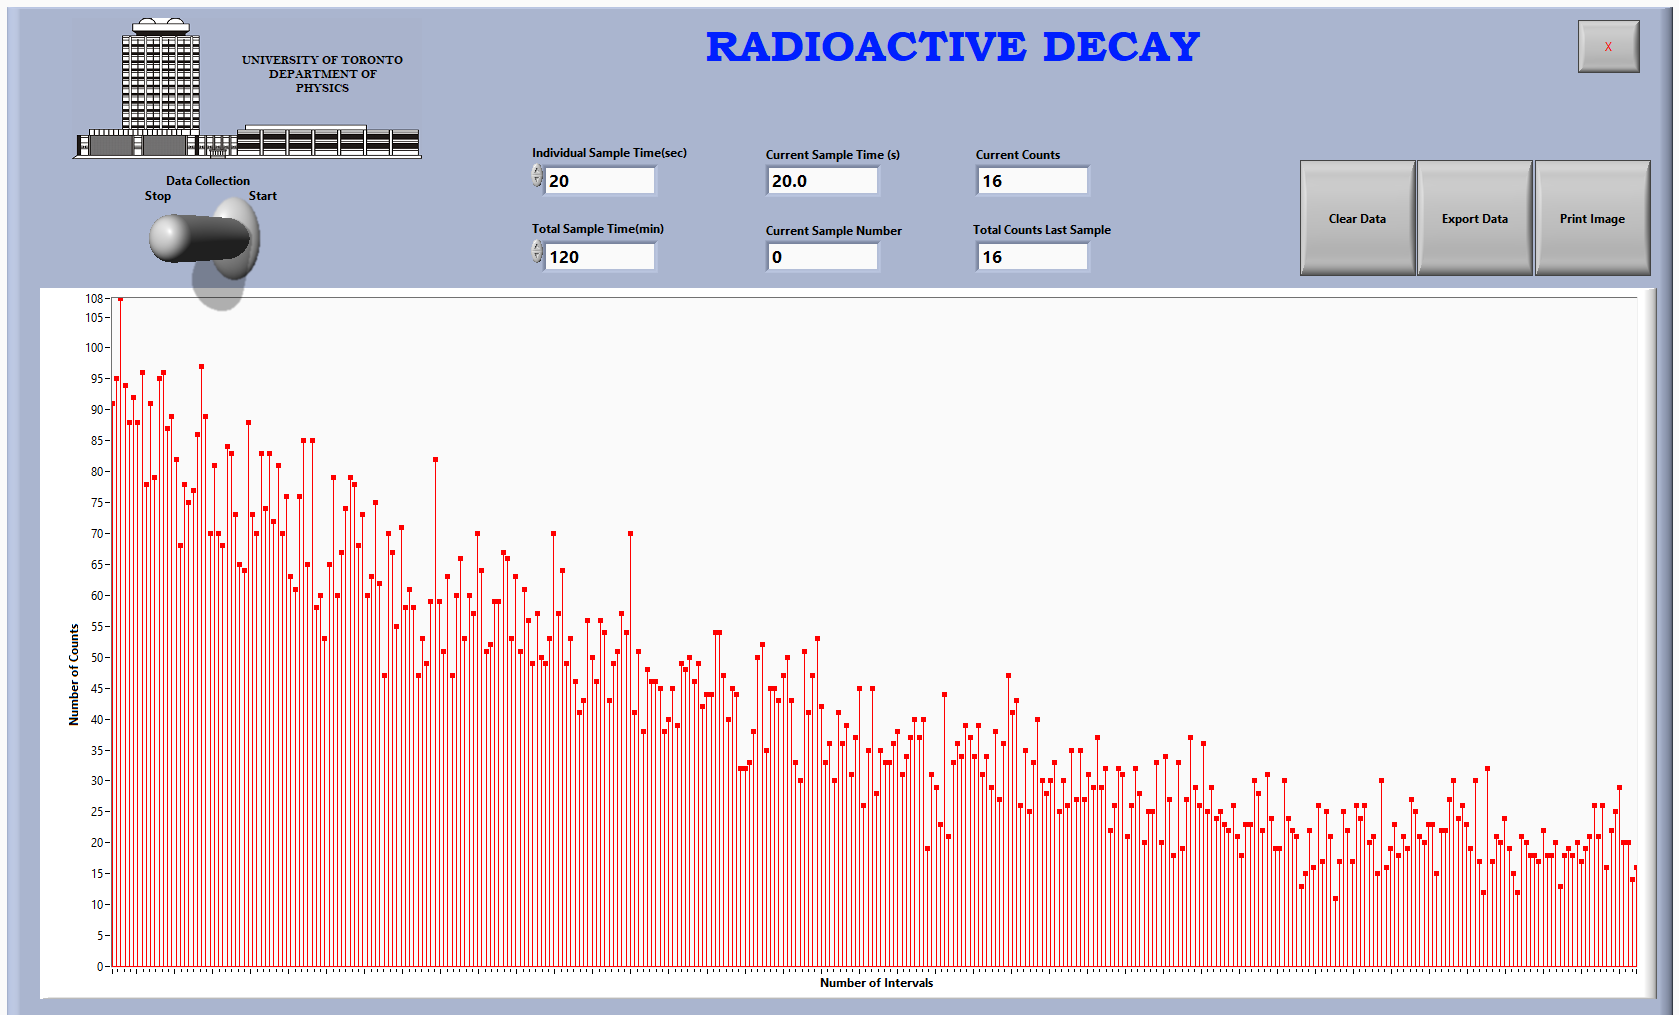 RADIOACTIVE DECAY
X
UNIVERSITY OF TORONTO
DEPARTMENT OF
PHYSICS
Data Collection
Stop
Start
Individual Sample Time(sec)
20
Current Sample Time (s)
20.0
Current Counts
16
Total Sample Time(min)
120
Current Sample Number
0
Total Counts Last Sample
16
Clear Data
Export Data
Print Image
108
105
100
95
90
85
80
75
70
65
60
55
50
45
40
35
30
25
20
15
10
5
0
Number of Counts
Number of Intervals